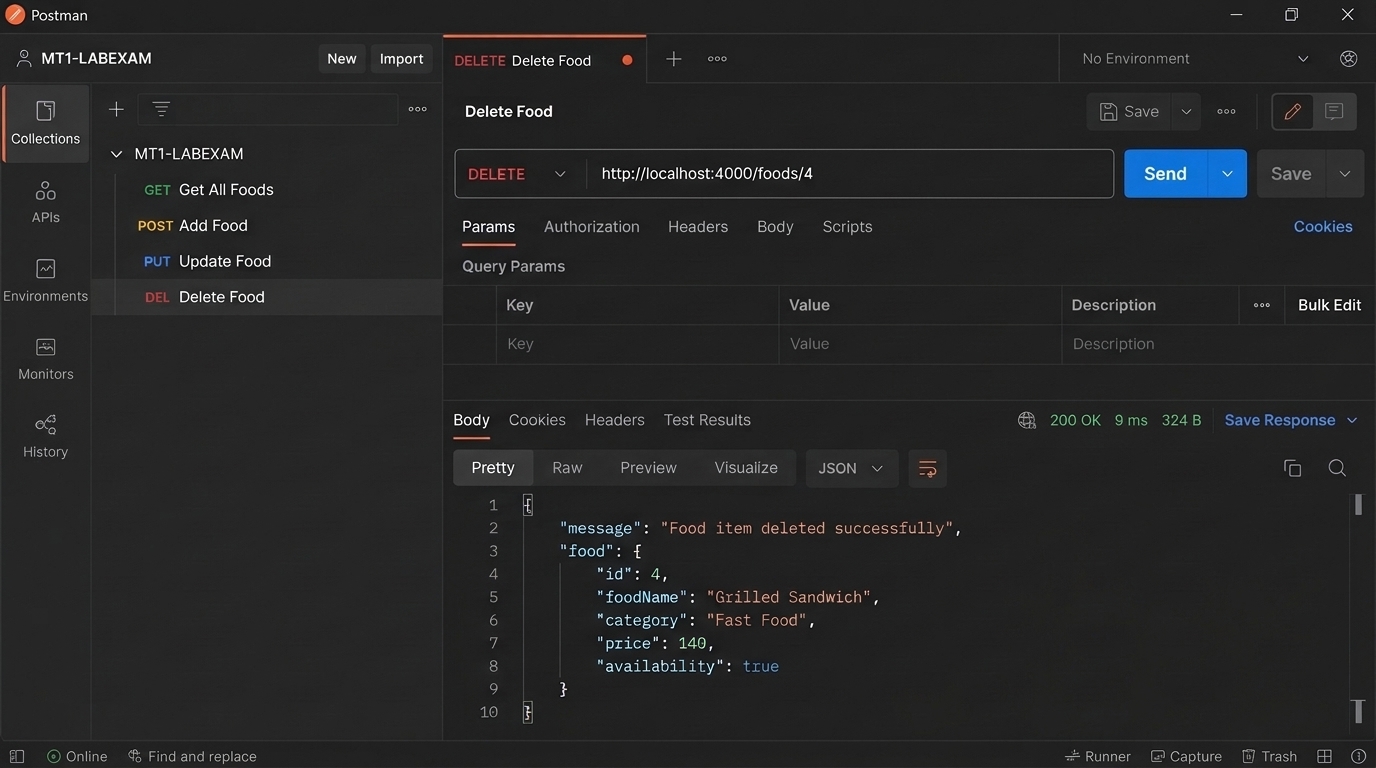 Postman
MT1-LABEXAM
New
Import
DELETE Delete Food
No Environment
Collections
APIs
Environments
Monitors
History
MT1-LABEXAM
GET Get All Foods
POST Add Food
PUT Update Food
DEL Delete Food
Delete Food
Save
DELETE
http://localhost:4000/foods/4
Send
Save
Params Authorization Headers Body Scripts
Cookies
Query Params
Key Value Description Bulk Edit
Key Value Description
Body Cookies Headers Test Results
200 OK 9 ms 324 B
Save Response
Pretty Raw Preview Visualize JSON
1 {
2 "message": "Food item deleted successfully",
3 "food": {
4 "id": 4,
5 "foodName": "Grilled Sandwich",
6 "category": "Fast Food",
7 "price": 140,
8 "availability": true
9 }
10 }
Online Find and replace Runner Capture Trash